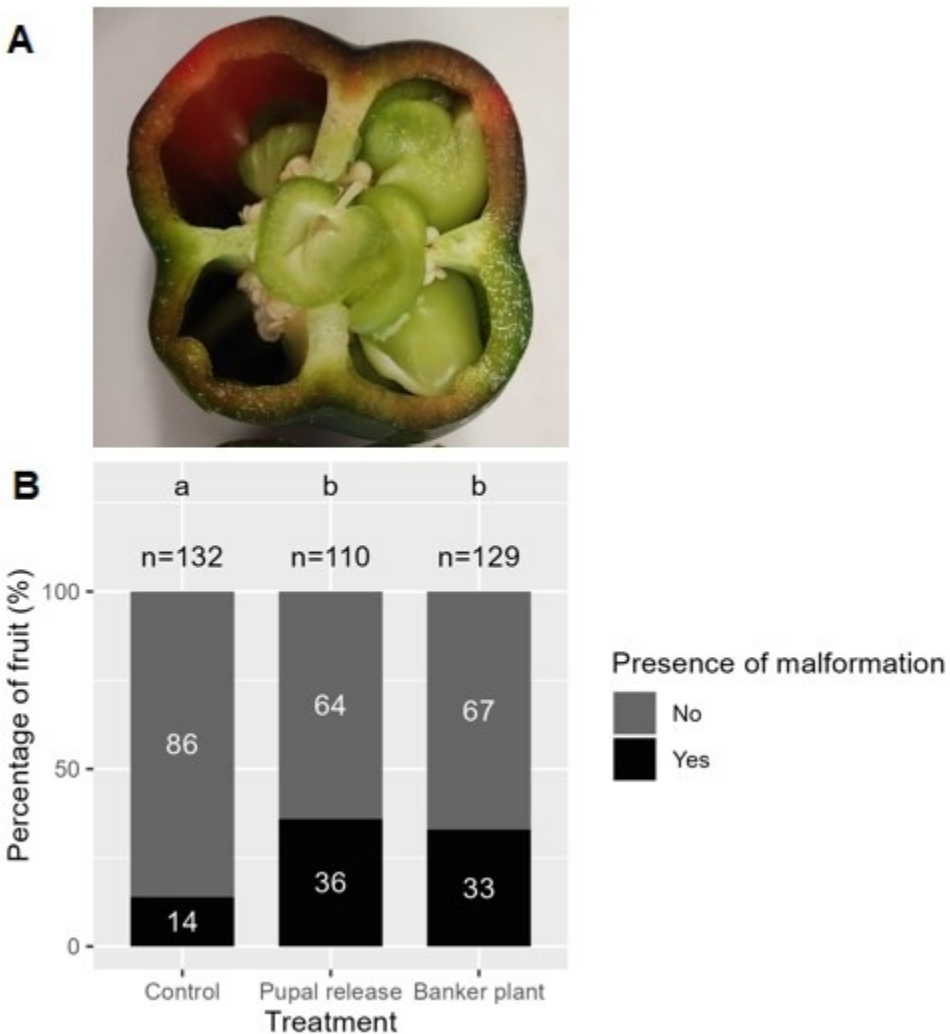 A
B
a b b
n=132 n=110 n=129
Percentage of fruit (%)
100
50
0
86 64 67
14 36 33
Control Pupal release Banker plant
Treatment
Presence of malformation
No
Yes